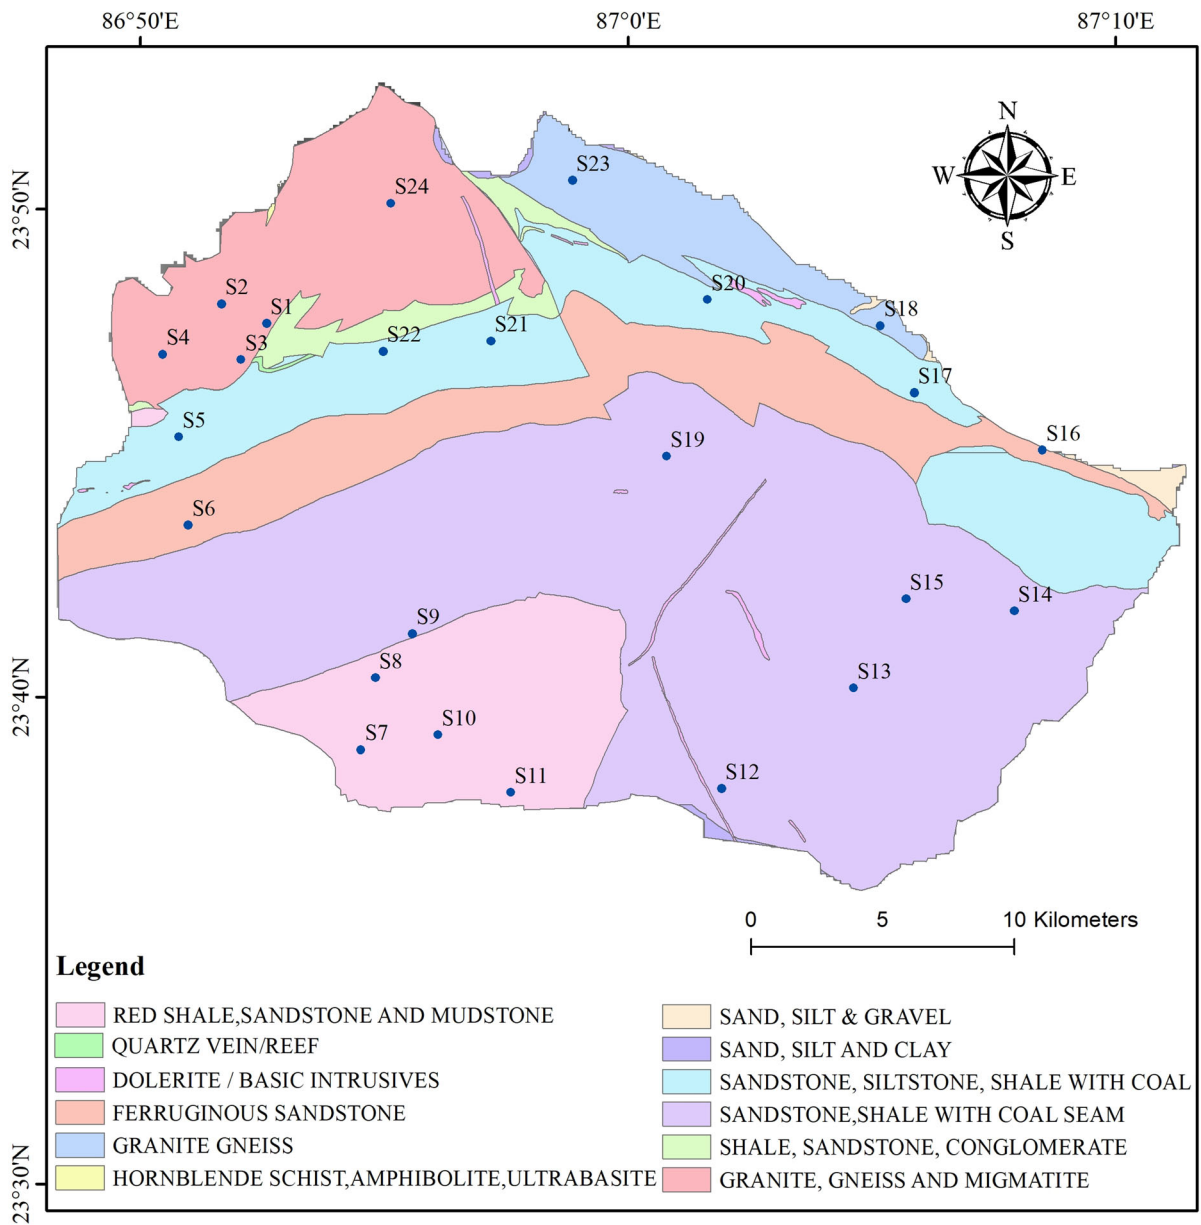 86°50'E 87°0'E 87°10'E
N
W E
S
23°50'N
23°40'N
23°30'N
S23
S24
S2
S1
S20
S18
S4
S3
S22
S21
S17
S5
S19
S16
S6
S15
S14
S9
S8
S13
S7
S10
S11
S12
0 5 10 Kilometers
Legend
RED SHALE,SANDSTONE AND MUDSTONE
QUARTZ VEIN/REEF
DOLERITE / BASIC INTRUSIVES
FERRUGINOUS SANDSTONE
GRANITE GNEISS
HORNBLENDE SCHIST,AMPHIBOLITE,ULTRABASITE
SAND, SILT & GRAVEL
SAND, SILT AND CLAY
SANDSTONE, SILTSTONE, SHALE WITH COAL
SANDSTONE,SHALE WITH COAL SEAM
SHALE, SANDSTONE, CONGLOMERATE
GRANITE, GNEISS AND MIGMATITE